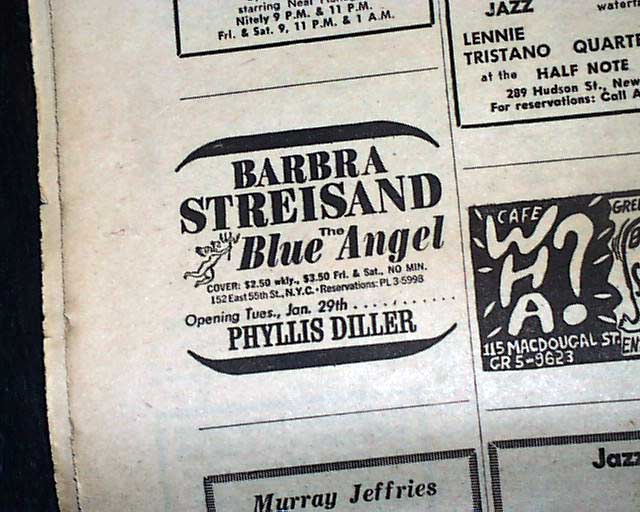 starring
Nitely 9 P.M. & 11 P.M.
Fri. & Sat. 9, 11 P.M. & 1 A.M.
JAZZ
LENNIE
TRISTANO QUARTE
at the HALF NOTE
289 Hudson St., New
For reservations: Call A
BARBRA
STREISAND
The
Blue Angel
COVER: $2.50 wkly., $3.50 Fri. & Sat., NO MIN.
152 East 55th St., N.Y.C. • Reservations: PL 3-5998
Opening Tues., Jan. 29th ..........
PHYLLIS DILLER
CAFE
WHA?
115 MACDOUGAL ST.
GR 5-9623
GREE
EN
Murray Jeffries
Jazz